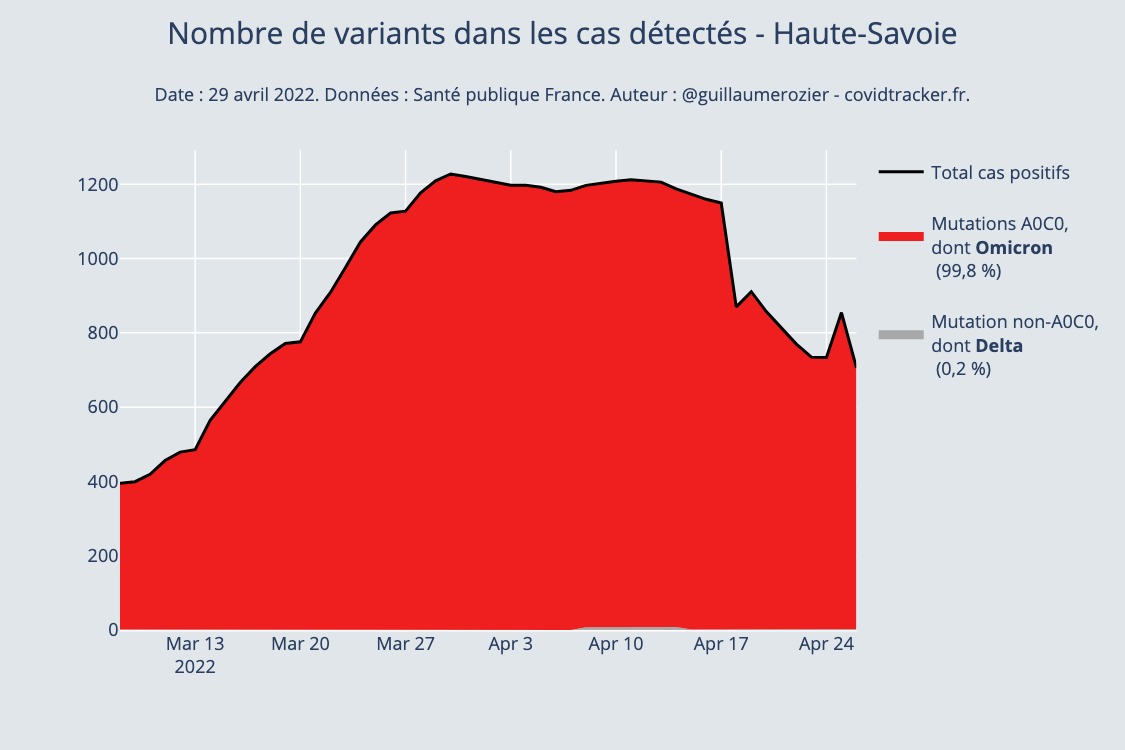 Nombre de variants dans les cas détectés - Haute-Savoie
Date : 29 avril 2022. Données : Santé publique France. Auteur : @guillaumerozier - covidtracker.fr.
1200
1000
800
600
400
200
0
Mar 13
2022
Mar 20
Mar 27
Apr 3
Apr 10
Apr 17
Apr 24
Total cas positifs
Mutations A0C0,
dont Omicron
(99,8 %)
Mutation non-A0C0,
dont Delta
(0,2 %)